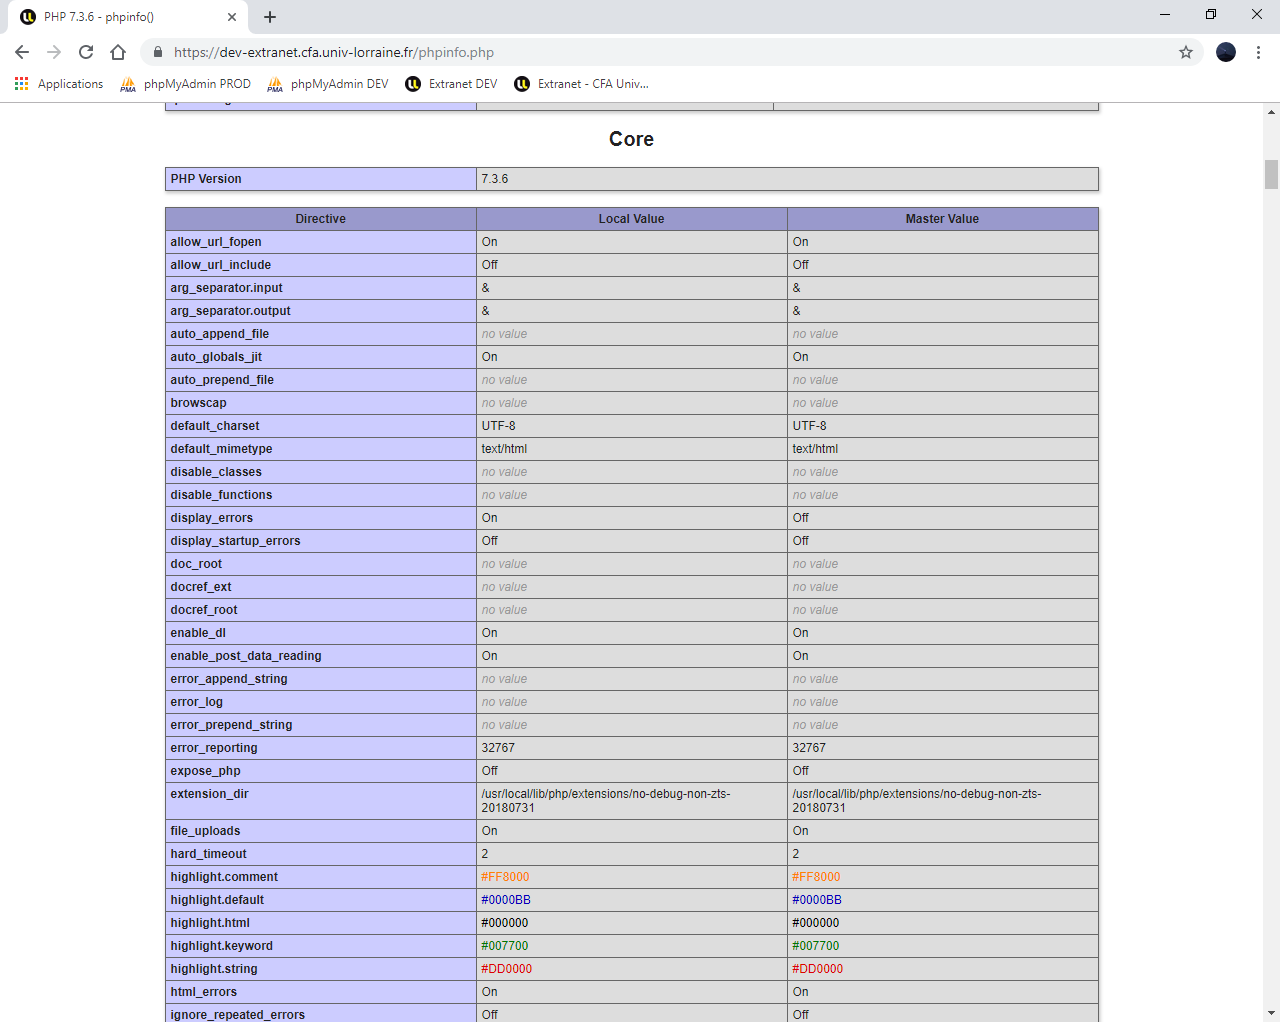 PHP 7.3.6 - phpinfo()
https://dev-extranet.cfa.univ-lorraine.fr/phpinfo.php
Applications phpMyAdmin PROD phpMyAdmin DEV Extranet DEV Extranet - CFA Univ...
Core
PHP Version 7.3.6
Directive Local Value Master Value
allow_url_fopen On On
allow_url_include Off Off
arg_separator.input & &
arg_separator.output & &
auto_append_file no value no value
auto_globals_jit On On
auto_prepend_file no value no value
browscap no value no value
default_charset UTF-8 UTF-8
default_mimetype text/html text/html
disable_classes no value no value
disable_functions no value no value
display_errors On Off
display_startup_errors Off Off
doc_root no value no value
docref_ext no value no value
docref_root no value no value
enable_dl On On
enable_post_data_reading On On
error_append_string no value no value
error_log no value no value
error_prepend_string no value no value
error_reporting 32767 32767
expose_php Off Off
extension_dir /usr/local/lib/php/extensions/no-debug-non-zts- /usr/local/lib/php/extensions/no-debug-non-zts-
20180731 20180731
file_uploads On On
hard_timeout 2 2
highlight.comment #FF8000 #FF8000
highlight.default #0000BB #0000BB
highlight.html #000000 #000000
highlight.keyword #007700 #007700
highlight.string #DD0000 #DD0000
html_errors On On
ignore_repeated_errors Off Off